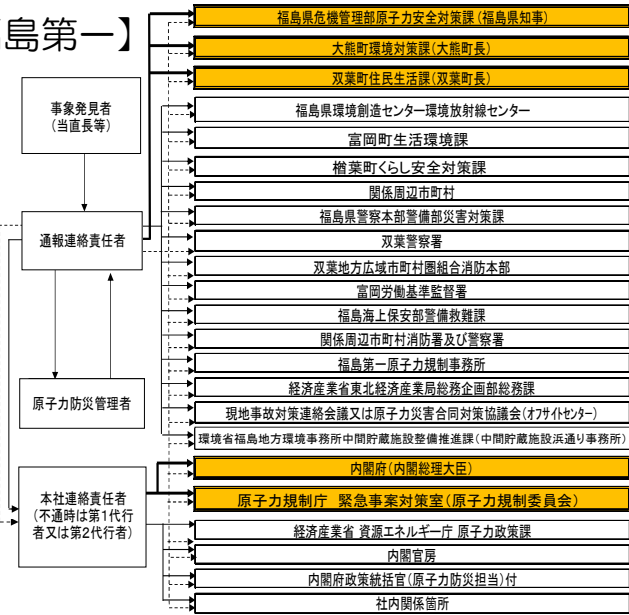 島第一】
事象発見者
(当直長等)
通報連絡責任者
原子力防災管理者
本社連絡責任者
(不通時は第1代行
者又は第2代行者)
福島県危機管理部原子力安全対策課(福島県知事)
大熊町環境対策課(大熊町長)
双葉町住民生活課(双葉町長)
福島県環境創造センター環境放射線センター
富岡町生活環境課
楢葉町くらし安全対策課
関係周辺市町村
福島県警察本部警備部災害対策課
双葉警察署
双葉地方広域市町村圏組合消防本部
富岡労働基準監督署
福島海上保安部警備救難課
関係周辺市町村消防署及び警察署
福島第一原子力規制事務所
経済産業省東北経済産業局総務企画部総務課
現地事故対策連絡会議又は原子力災害合同対策協議会(オフサイトセンター)
環境省福島地方環境事務所中間貯蔵施設整備推進課(中間貯蔵施設浜通り事務所)
内閣府(内閣総理大臣)
原子力規制庁 緊急事案対策室(原子力規制委員会)
経済産業省 資源エネルギー庁 原子力政策課
内閣官房
内閣府政策統括官(原子力防災担当)付
社内関係箇所